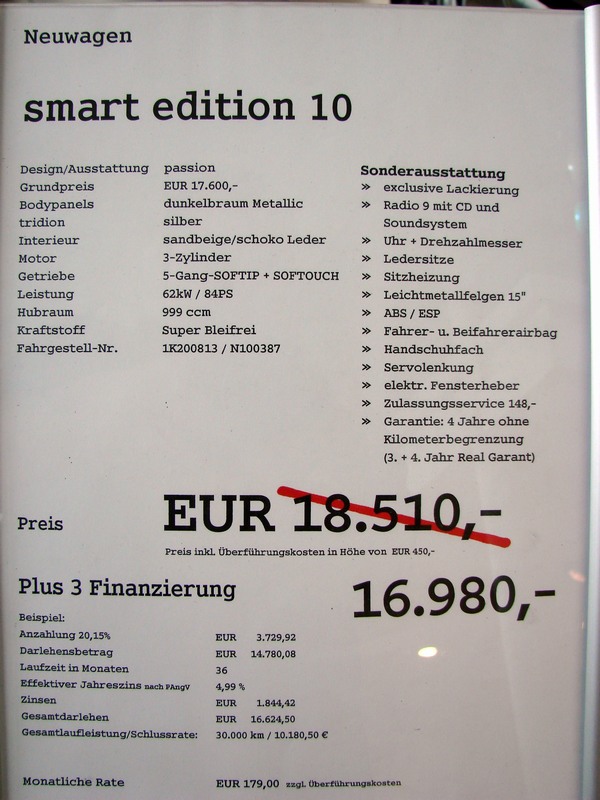 Neuwagen
smart edition 10
Design/Ausstattung passion
Grundpreis EUR 17.600,-
Bodypanels dunkelbraum Metallic
tridion silber
Interieur sandbeige/schoko Leder
Motor 3-Zylinder
Getriebe 5-Gang-SOFTIP + SOFTOUCH
Leistung 62kW / 84PS
Hubraum 999 ccm
Kraftstoff Super Bleifrei
Fahrgestell-Nr. 1K200813 / N100387
Sonderausstattung
» exclusive Lackierung
» Radio 9 mit CD und
Soundsystem
» Uhr + Drehzahlmesser
» Ledersitze
» Sitzheizung
» Leichtmetallfelgen 15"
» ABS / ESP
» Fahrer- u. Beifahrerairbag
» Handschuhfach
» Servolenkung
» elektr. Fensterheber
» Zulassungsservice 148,-
» Garantie: 4 Jahre ohne
Kilometerbegrenzung
(3. + 4. Jahr Real Garant)
Preis EUR 18.510,-
Preis inkl. Überführungskosten in Höhe von EUR 450,-
16.980,-
Plus 3 Finanzierung
Beispiel:
Anzahlung 20,15% EUR 3.729,92
Darlehensbetrag EUR 14.780,08
Laufzeit in Monaten 36
Effektiver Jahreszins nach PAngV 4,99 %
Zinsen EUR 1.844,42
Gesamtdarlehen EUR 16.624,50
Gesamtlaufleistung/Schlussrate: 30.000 km / 10.180,50 €
Monatliche Rate EUR 179,00 zzgl. Überführungskosten